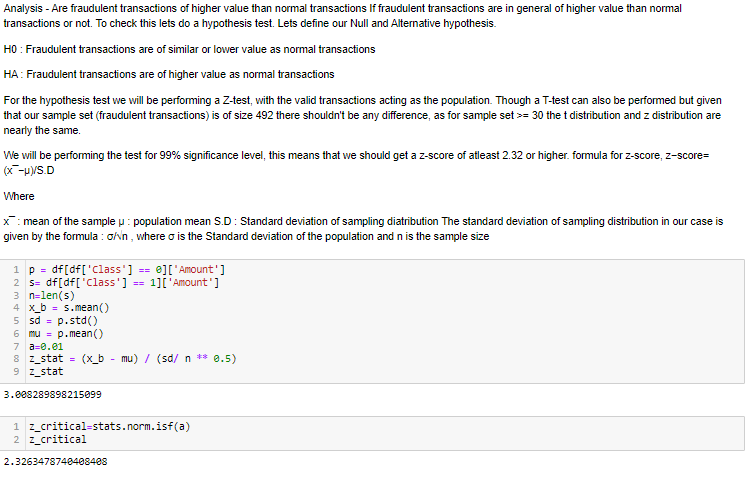 Analysis - Are fraudulent transactions of higher value than normal transactions If fraudulent transactions are in general of higher value than normal
transactions or not. To check this lets do a hypothesis test. Lets define our Null and Alternative hypothesis.
H0 : Fraudulent transactions are of similar or lower value as normal transactions
HA : Fraudulent transactions are of higher value as normal transactions
For the hypothesis test we will be performing a Z-test, with the valid transactions acting as the population. Though a T-test can also be performed but given
that our sample set (fraudulent transactions) is of size 492 there shouldn't be any difference, as for sample set >= 30 the t distribution and z distribution are
nearly the same.
We will be performing the test for 99% significance level, this means that we should get a z-score of atleast 2.32 or higher. formula for z-score, z−score=
(x¯−μ)/S.D
Where
x¯ : mean of the sample μ : population mean S.D : Standard deviation of sampling diatribution The standard deviation of sampling distribution in our case is
given by the formula : σ/√n , where σ is the Standard deviation of the population and n is the sample size
1 p = df[df['Class'] == 0]['Amount']
2 s= df[df['Class'] == 1]['Amount']
3 n=len(s)
4 x_b = s.mean()
5 sd = p.std()
6 mu = p.mean()
7 a=0.01
8 z_stat = (x_b - mu) / (sd/ n ** 0.5)
9 z_stat
3.008289898215099
1 z_critical=stats.norm.isf(a)
2 z_critical
2.3263478740408408